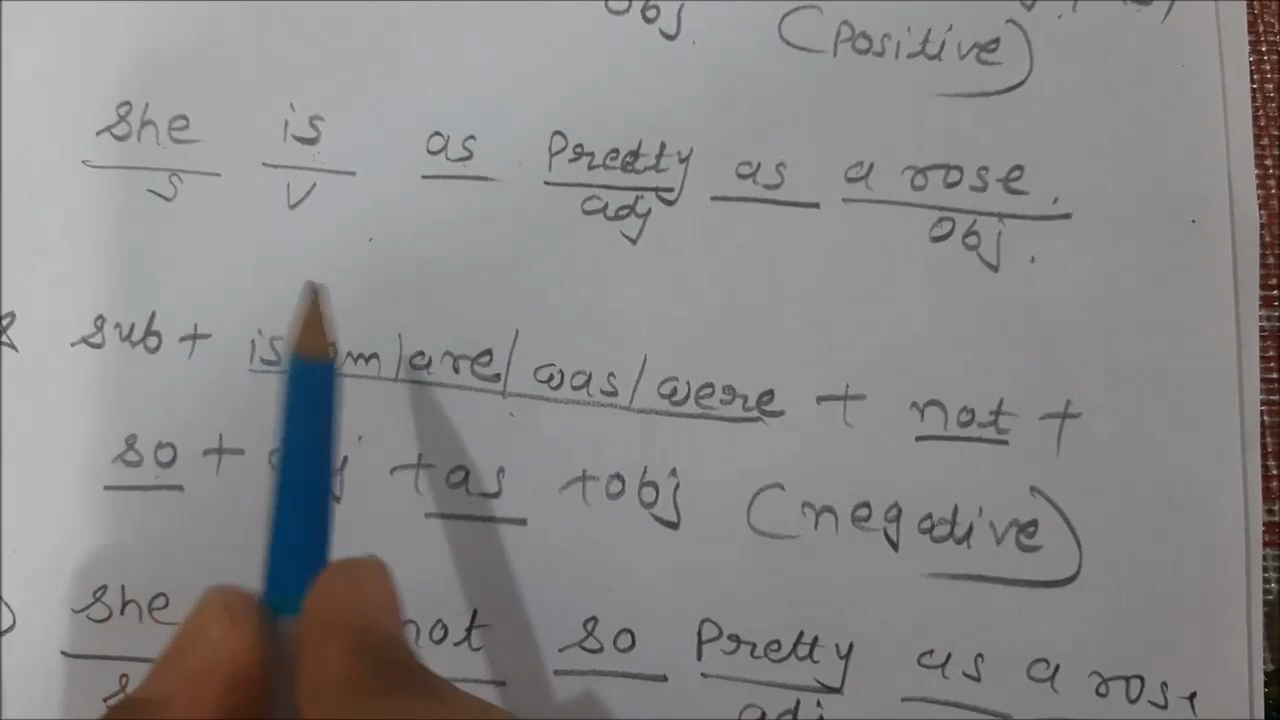 Obj (Positive)
she is as Pretty as a rose.
S V adj Obj.
sub + is am/are/was/were + not +
so + + as + obj (negative)
she not so Pretty as a rose
adj